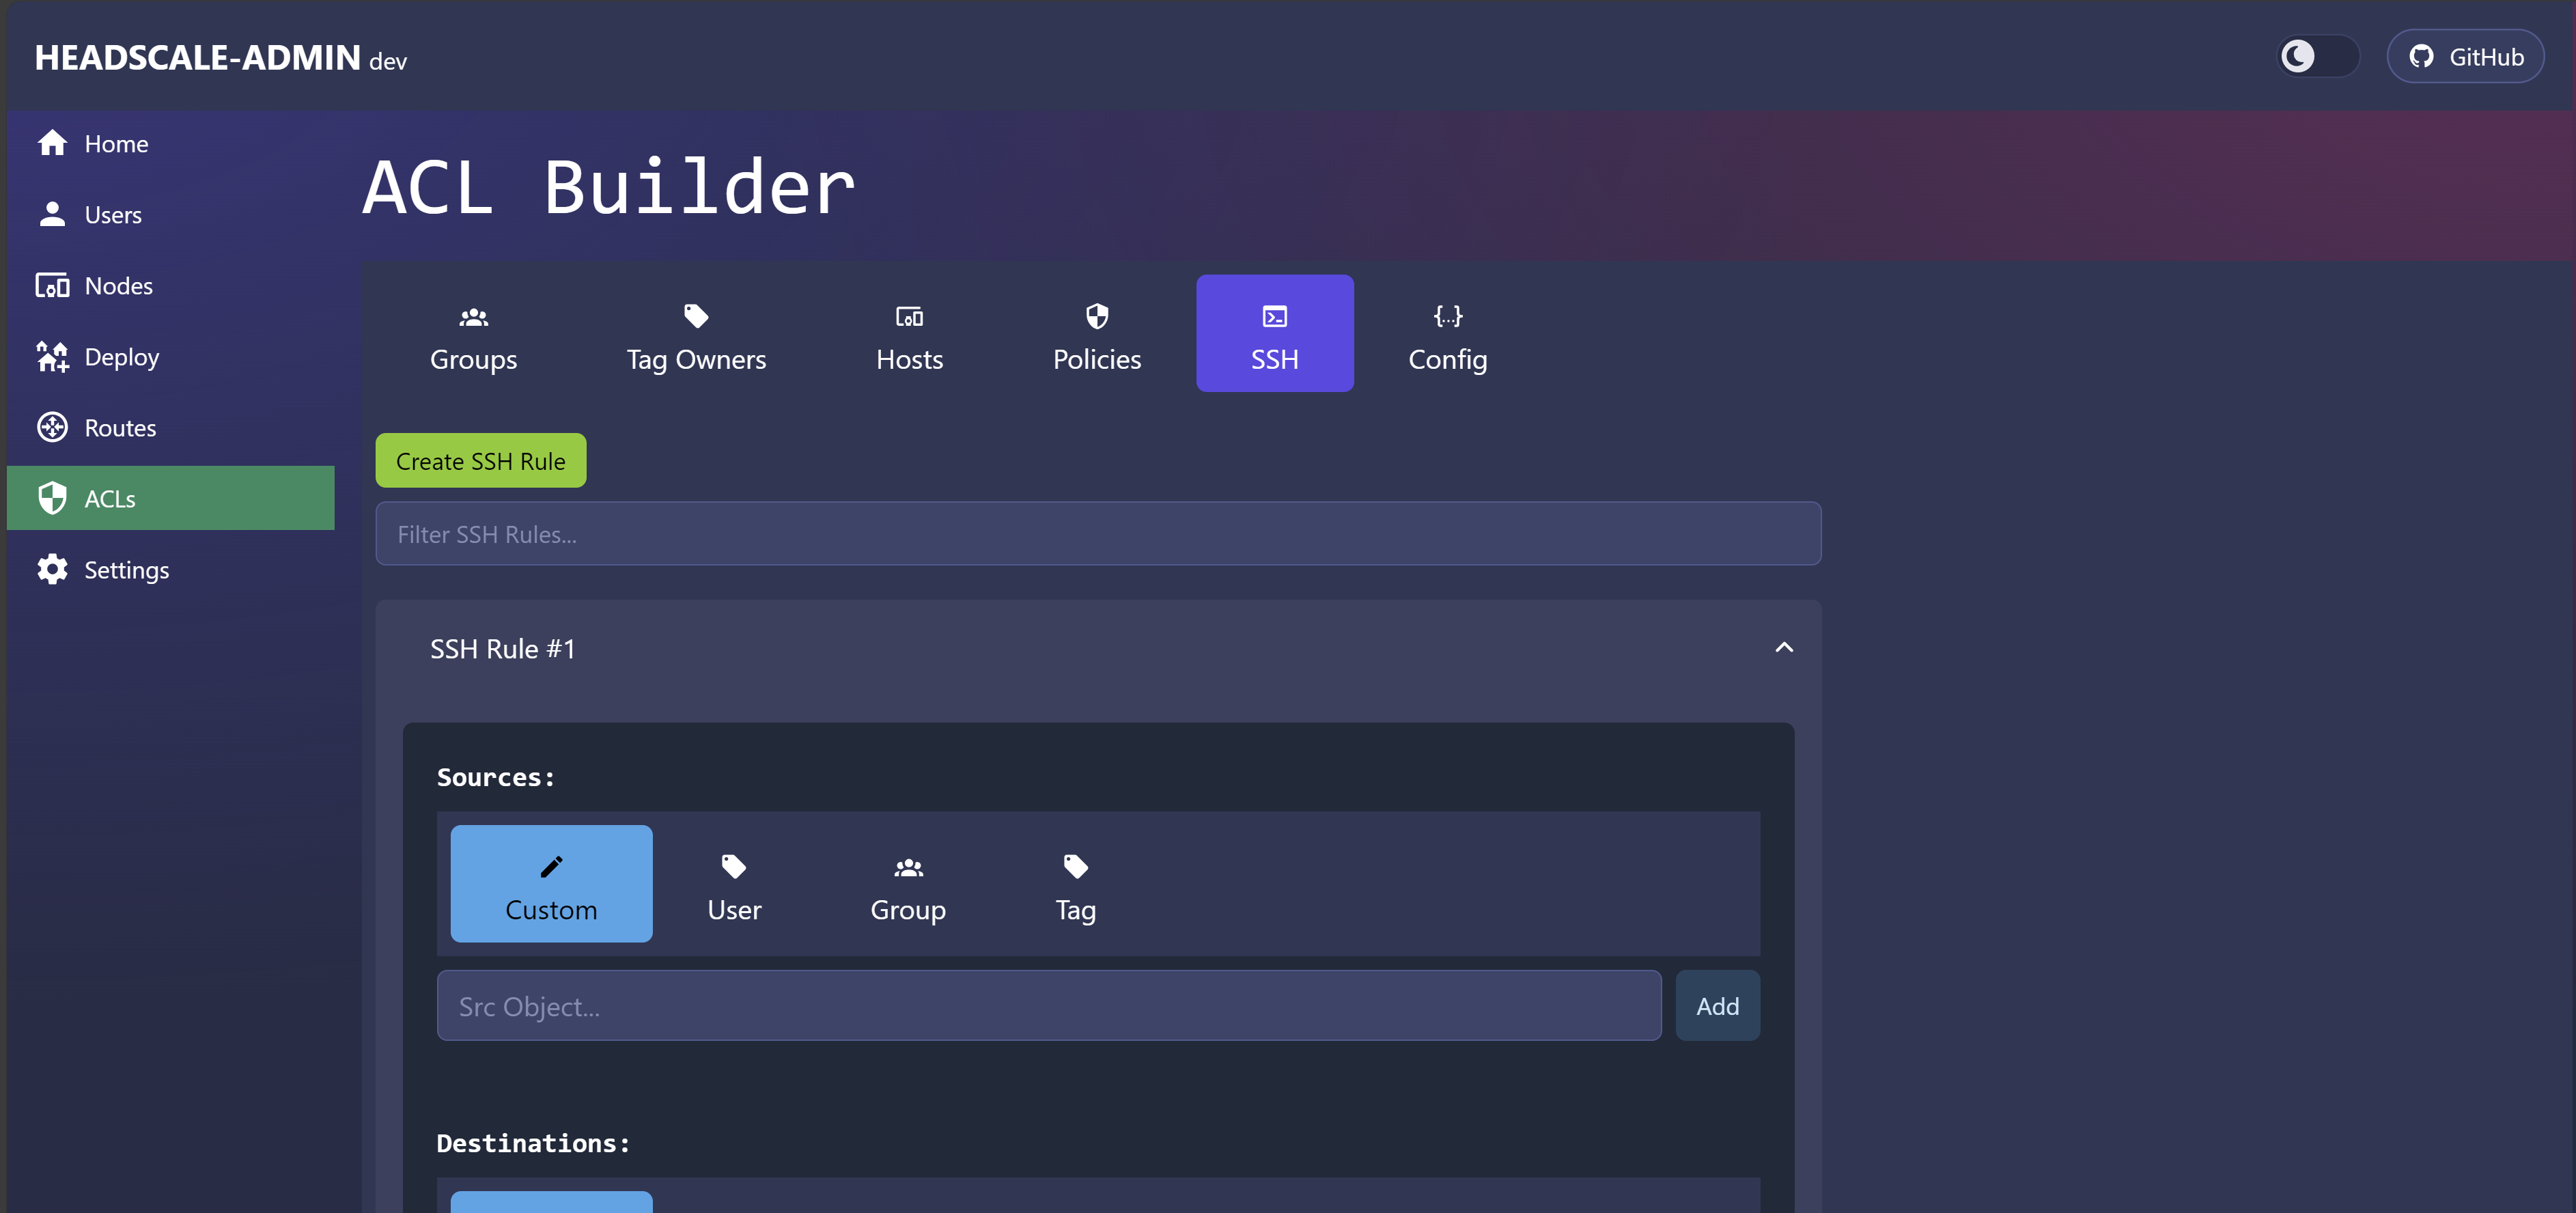 HEADSCALE-ADMIN dev
GitHub
Home
Users
Nodes
Deploy
Routes
ACLs
Settings
ACL Builder
Groups
Tag Owners
Hosts
Policies
SSH
Config
Create SSH Rule
Filter SSH Rules...
SSH Rule #1
Sources:
Custom
User
Group
Tag
Src Object...
Add
Destinations: